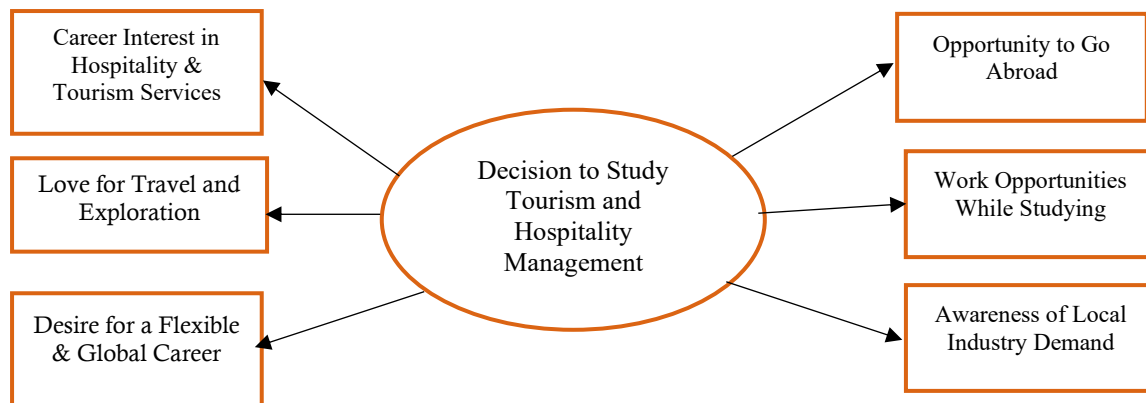 Career Interest in
Hospitality &
Tourism Services
Love for Travel and
Exploration
Desire for a Flexible
& Global Career
Decision to Study
Tourism and
Hospitality
Management
Opportunity to Go
Abroad
Work Opportunities
While Studying
Awareness of Local
Industry Demand